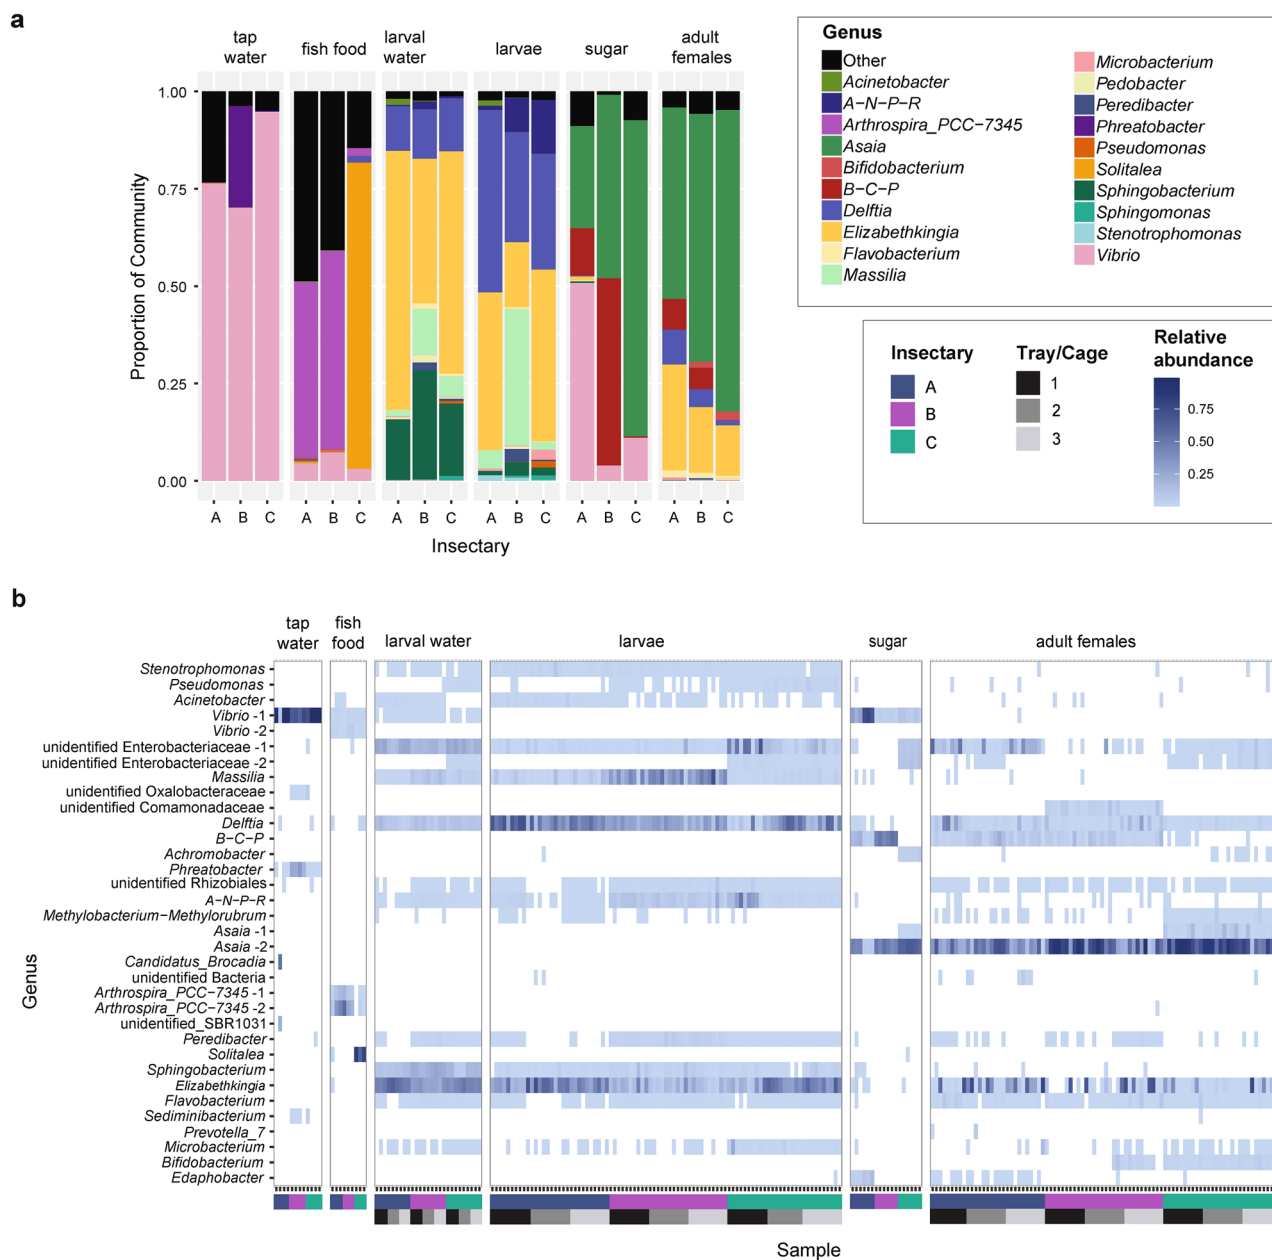 a
tap
water
fish food
larval
water
larvae
sugar
adult
females
1.00
0.75
0.50
0.25
0.00
Proportion of Community
A B C
A B C
A B C
A B C
A B C
A B C
Insectary
Genus
Other
Acinetobacter
A−N−P−R
Arthrospira_PCC−7345
Asaia
Bifidobacterium
B−C−P
Delftia
Elizabethkingia
Flavobacterium
Massilia
Microbacterium
Pedobacter
Peredibacter
Phreatobacter
Pseudomonas
Solitalea
Sphingobacterium
Sphingomonas
Stenotrophomonas
Vibrio
Insectary
A
B
C
Tray/Cage
1
2
3
Relative
abundance
0.75
0.50
0.25
b
tap
water
fish
food
larval water
larvae
sugar
adult females
Genus
Stenotrophomonas
Pseudomonas
Acinetobacter
Vibrio -1
Vibrio -2
unidentified Enterobacteriaceae -1
unidentified Enterobacteriaceae -2
Massilia
unidentified Oxalobacteraceae
unidentified Comamonadaceae
Delftia
B−C−P
Achromobacter
Phreatobacter
unidentified Rhizobiales
A−N−P−R
Methylobacterium−Methylorubrum
Asaia -1
Asaia -2
Candidatus_Brocadia
unidentified Bacteria
Arthrospira_PCC−7345 -1
Arthrospira_PCC−7345 -2
unidentified_SBR1031
Peredibacter
Solitalea
Sphingobacterium
Elizabethkingia
Flavobacterium
Sediminibacterium
Prevotella_7
Microbacterium
Bifidobacterium
Edaphobacter
Sample